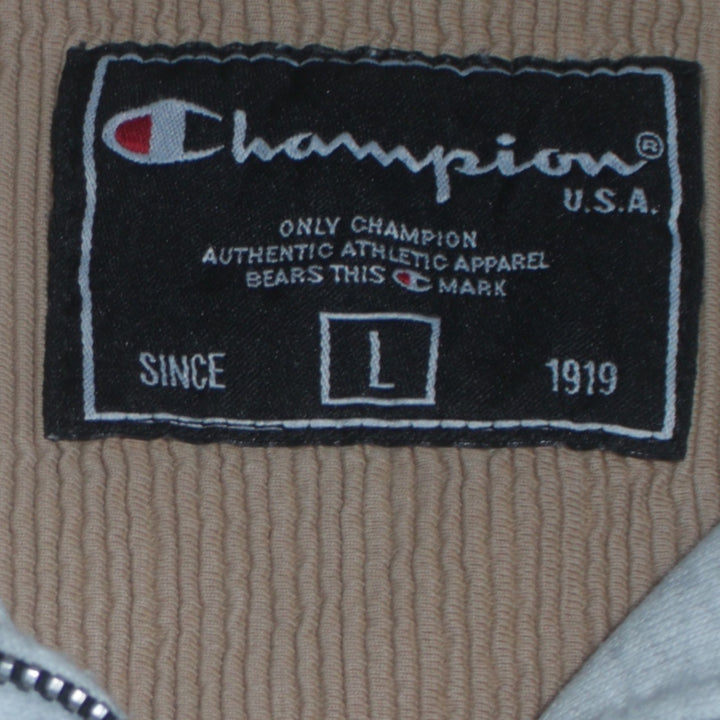 Champion®
U.S.A.
ONLY CHAMPION
AUTHENTIC ATHLETIC APPAREL
BEARS THIS C MARK
L
SINCE 1919